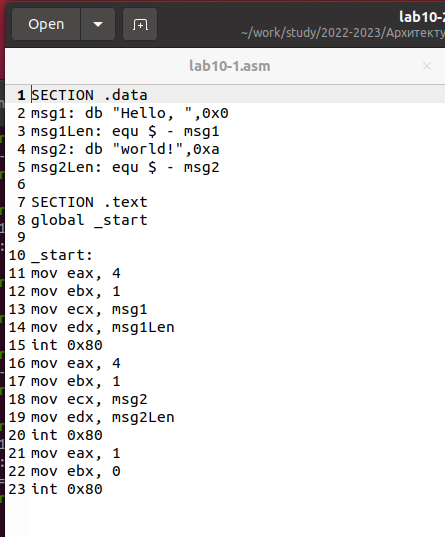 Open
lab10-2
~/work/study/2022-2023/Архитекту
lab10-1.asm
1 SECTION .data
2 msg1: db "Hello, ",0x0
3 msg1Len: equ $ - msg1
4 msg2: db "world!",0xa
5 msg2Len: equ $ - msg2
6
7 SECTION .text
8 global _start
9
10 _start:
11 mov eax, 4
12 mov ebx, 1
13 mov ecx, msg1
14 mov edx, msg1Len
15 int 0x80
16 mov eax, 4
17 mov ebx, 1
18 mov ecx, msg2
19 mov edx, msg2Len
20 int 0x80
21 mov eax, 1
22 mov ebx, 0
23 int 0x80